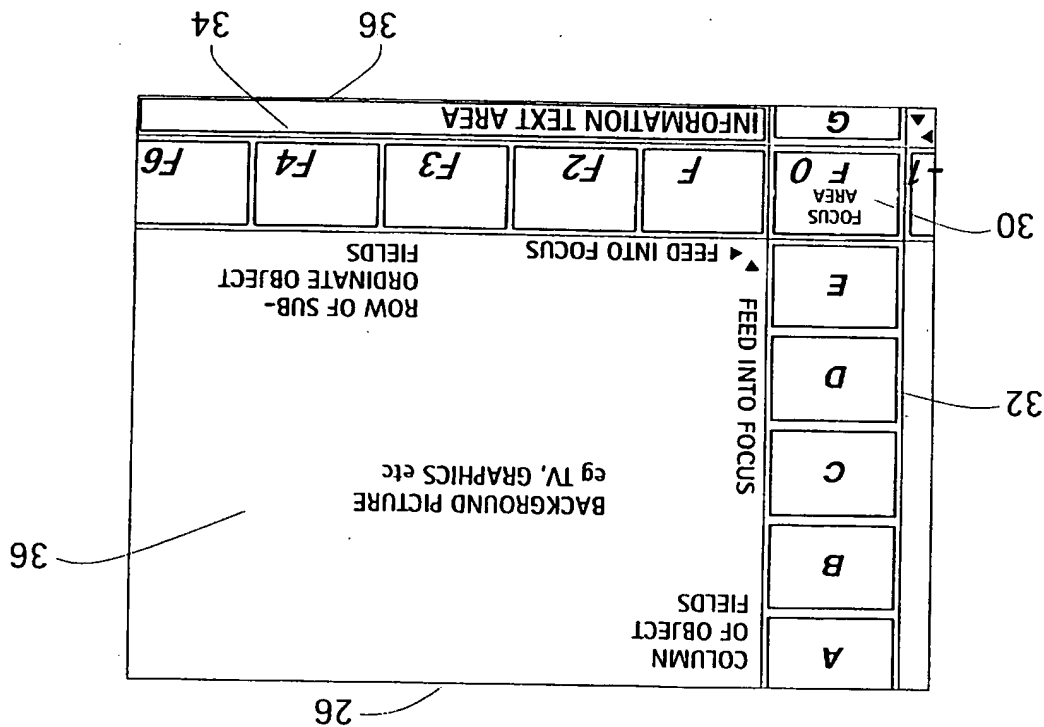 26
A
COLUMN
OF OBJECT
FIELDS
B
36
BACKGROUND PICTURE
eg TV, GRAPHICS etc
C
32
D
FEED INTO FOCUS
E
ROW OF SUB-
ORDINATE OBJECT
FIELDS
FEED INTO FOCUS
30
FOCUS
AREA
-1
F 0
F
F2
F3
F4
F6
G
INFORMATION TEXT AREA
36
34